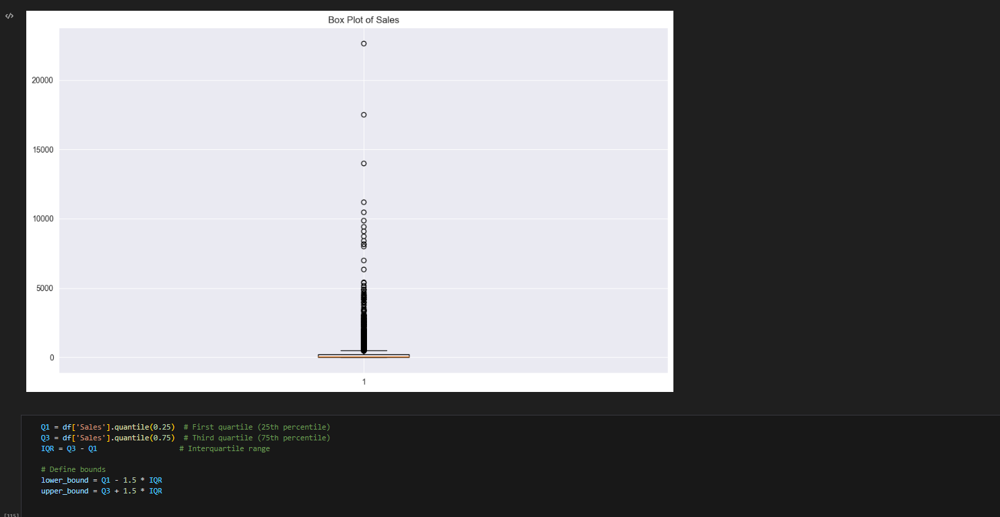 </>
Box Plot of Sales
20000
15000
10000
5000
0
1
Q1 = df['Sales'].quantile(0.25)  # First quartile (25th percentile)
Q3 = df['Sales'].quantile(0.75)  # Third quartile (75th percentile)
IQR = Q3 - Q1                   # Interquartile range
# Define bounds
lower_bound = Q1 - 1.5 * IQR
upper_bound = Q3 + 1.5 * IQR
[115]